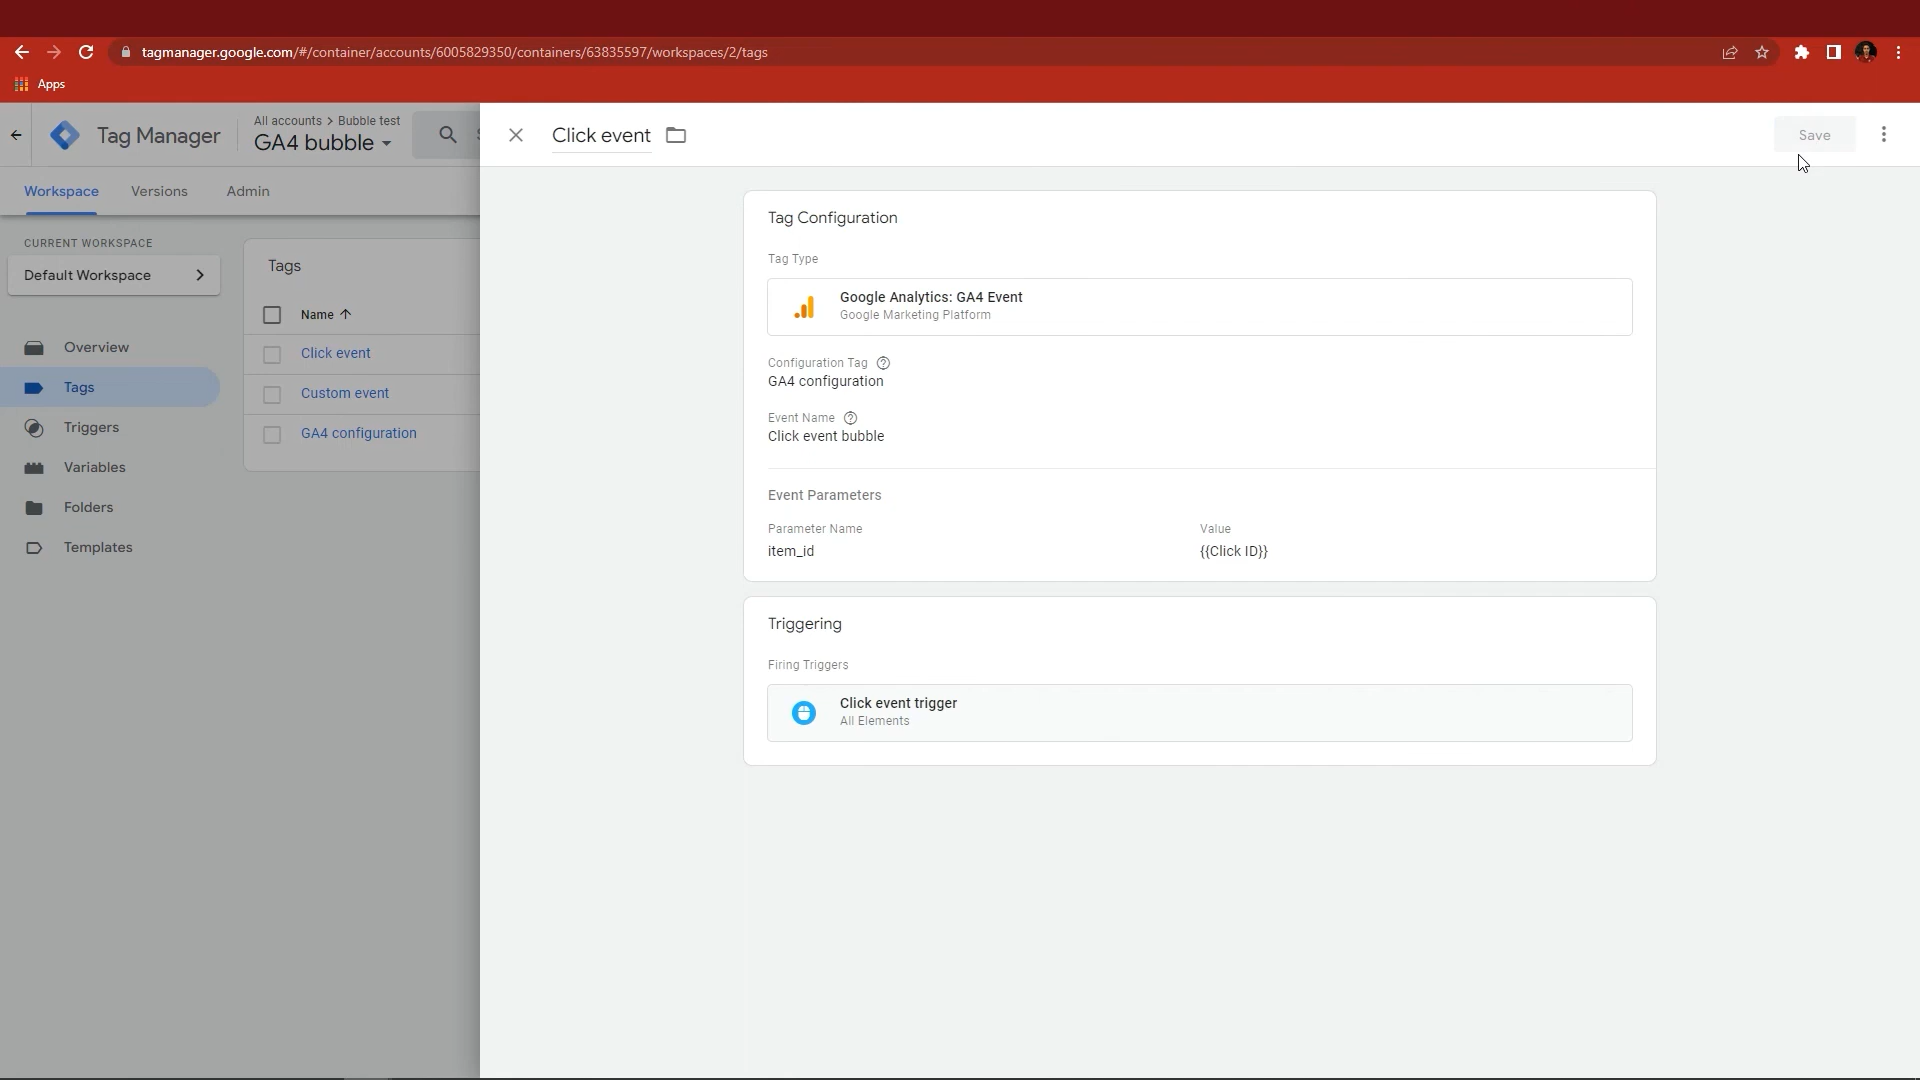 tagmanager.google.com/#/container/accounts/6005829350/containers/63835597/workspaces/2/tags
Apps
Tag Manager
All accounts > Bubble test
GA4 bubble
Click event
Save
Workspace
Versions
Admin
CURRENT WORKSPACE
Default Workspace
Overview
Tags
Triggers
Variables
Folders
Templates
Tags
Name
Click event
Custom event
GA4 configuration
Tag Configuration
Tag Type
Google Analytics: GA4 Event
Google Marketing Platform
Configuration Tag
GA4 configuration
Event Name
Click event bubble
Event Parameters
Parameter Name
Value
item_id
{{Click ID}}
Triggering
Firing Triggers
Click event trigger
All Elements